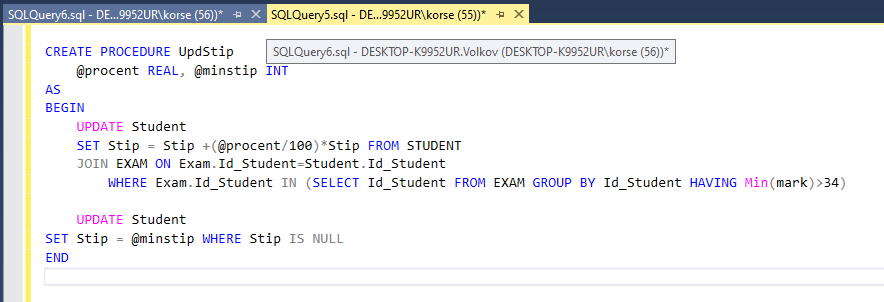 SQLQuery6.sql - DE...9952UR\korse (56))* SQLQuery5.sql - DE...9952UR\korse (55))*
CREATE PROCEDURE UpdStip
SQLQuery6.sql - DESKTOP-K9952UR.Volkov (DESKTOP-K9952UR\korse (56))*
@procent REAL, @minstip INT
AS
BEGIN
UPDATE Student
SET Stip = Stip +(@procent/100)*Stip FROM STUDENT
JOIN EXAM ON Exam.Id_Student=Student.Id_Student
WHERE Exam.Id_Student IN (SELECT Id_Student FROM EXAM GROUP BY Id_Student HAVING Min(mark)>34)
UPDATE Student
SET Stip = @minstip WHERE Stip IS NULL
END